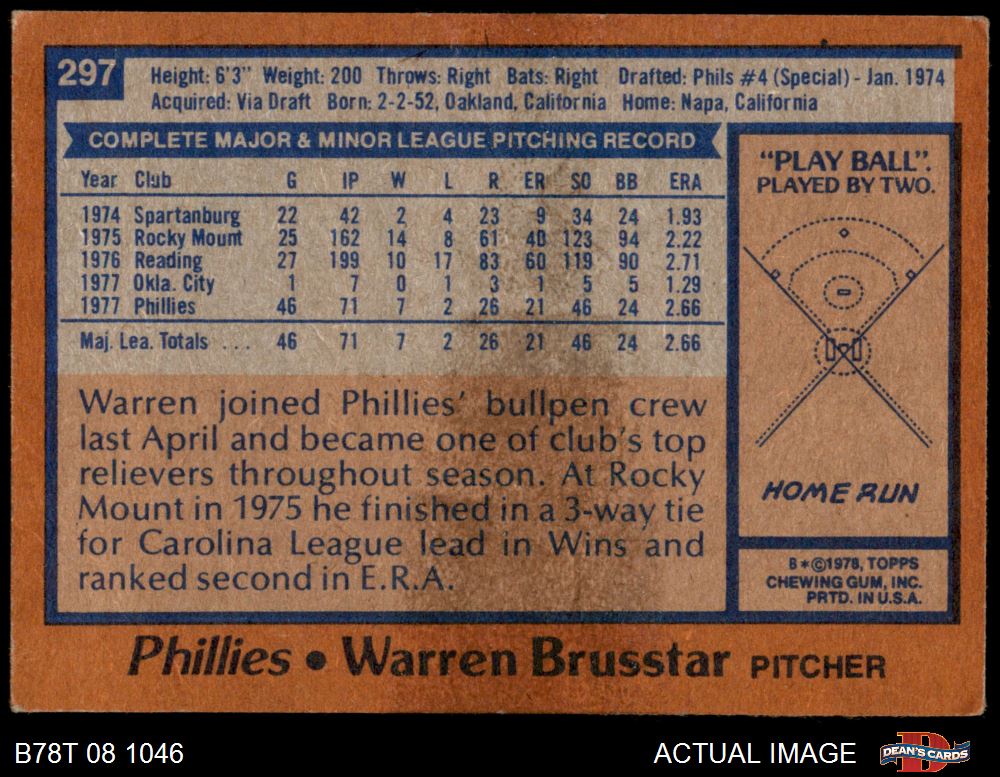 297
Height: 6'3" Weight: 200 Throws: Right Bats: Right Drafted: Phils #4 (Special) - Jan. 1974
Acquired: Via Draft Born: 2-2-52, Oakland, California Home: Napa, California
COMPLETE MAJOR & MINOR LEAGUE PITCHING RECORD
Year Club G IP W L R ER SO BB ERA
1974 Spartanburg 22 42 2 4 23 9 34 24 1.93
1975 Rocky Mount 25 162 14 8 61 40 123 94 2.22
1976 Reading 27 199 10 17 83 60 119 90 2.71
1977 Okla. City 1 7 0 1 3 1 5 5 1.29
1977 Phillies 46 71 7 2 26 21 46 24 2.66
Maj. Lea. Totals ... 46 71 7 2 26 21 46 24 2.66
Warren joined Phillies' bullpen crew
last April and became one of club's top
relievers throughout season. At Rocky
Mount in 1975 he finished in a 3-way tie
for Carolina League lead in Wins and
ranked second in E.R.A.
"PLAY BALL".
PLAYED BY TWO.
HOME RUN
B*©1978, TOPPS
CHEWING GUM, INC.
PRTD. IN U.S.A.
Phillies • Warren Brusstar PITCHER
B78T 08 1046
ACTUAL IMAGE
DEAN'S CARDS